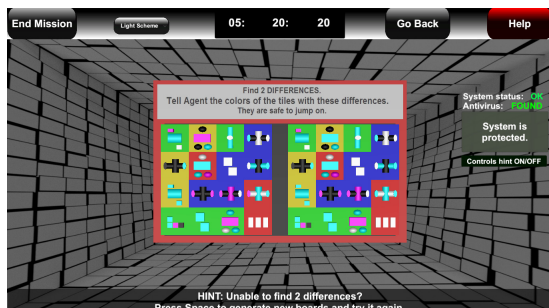 End Mission
Light Scheme
05: 20: 20
Go Back
Help
Find 2 DIFFERENCES.
Tell Agent the colors of the tiles with these differences.
They are safe to jump on.
System status: OK
Antivirus: FOUND
System is
protected.
Controls hint ON/OFF
HINT: Unable to find 2 differences?
Press Space to generate new boards and try it again